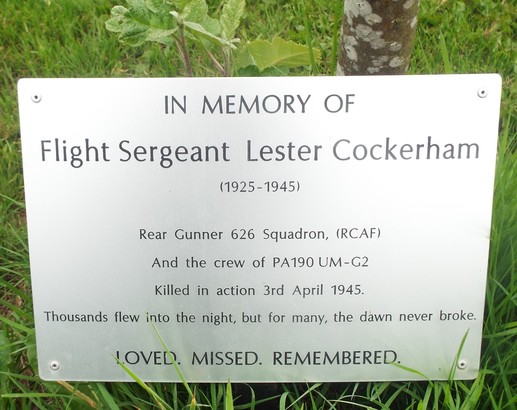 IN MEMORY OF
Flight Sergeant Lester Cockerham
(1925-1945)
Rear Gunner 626 Squadron, (RCAF)
And the crew of PA190 UM-G2
Killed in action 3rd April 1945.
Thousands flew into the night, but for many, the dawn never broke.
LOVED. MISSED. REMEMBERED.